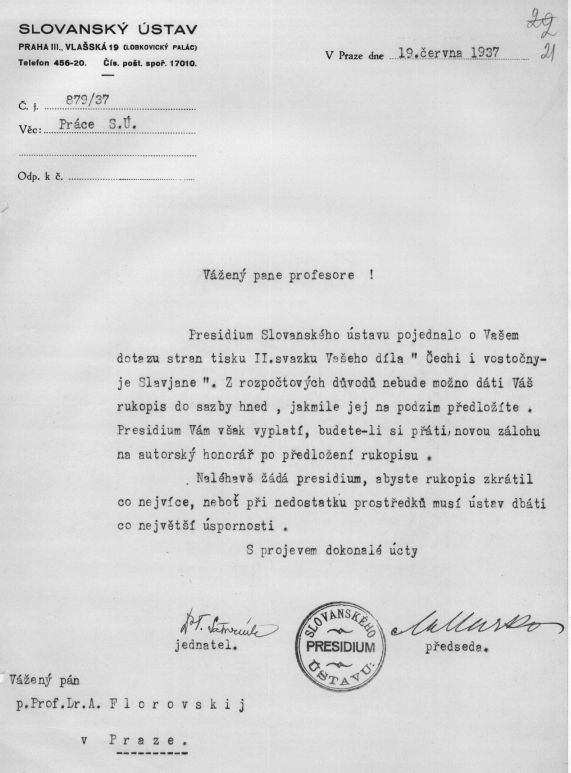 SLOVANSKÝ ÚSTAV
PRAHA III., VLAŠSKÁ 19 (LOBKOVICKÝ PALÁC)
Telefon 456-20. Čís. pošt. spoř. 17010.
22
21
V Praze dne 19.června 1937
Č. j. 879/37
Věc: Práce S.Ú.
Odp. k č.
Vážený pane profesore !
Presidium Slovanského ústavu pojednalo o Vašem
dotazu stran tisku II.svazku Vašeho díla " Čechi i vostočny-
je Slavjane ". Z rozpočtových důvodů nebude možno dáti Váš
rukopis do sazby hned , jakmile jej na podzim předložíte .
Presidium Vám však vyplatí, budete-li si přáti, novou zálohu
na autorský honorář po předložení rukopisu .
Naléhavě žádá presidium, abyste rukopis zkrátil
co nejvíce, neboť při nedostatku prostředků musí ústav dbáti
co největší úspornosti .
S projevem dokonalé úcty
jednatel.
SLOVANSKÉHO
PRESIDIUM
ÚSTAVU
MMurko
předseda.
Vážený pán
p.Prof.Dr.A. Florovskij
v Praze.